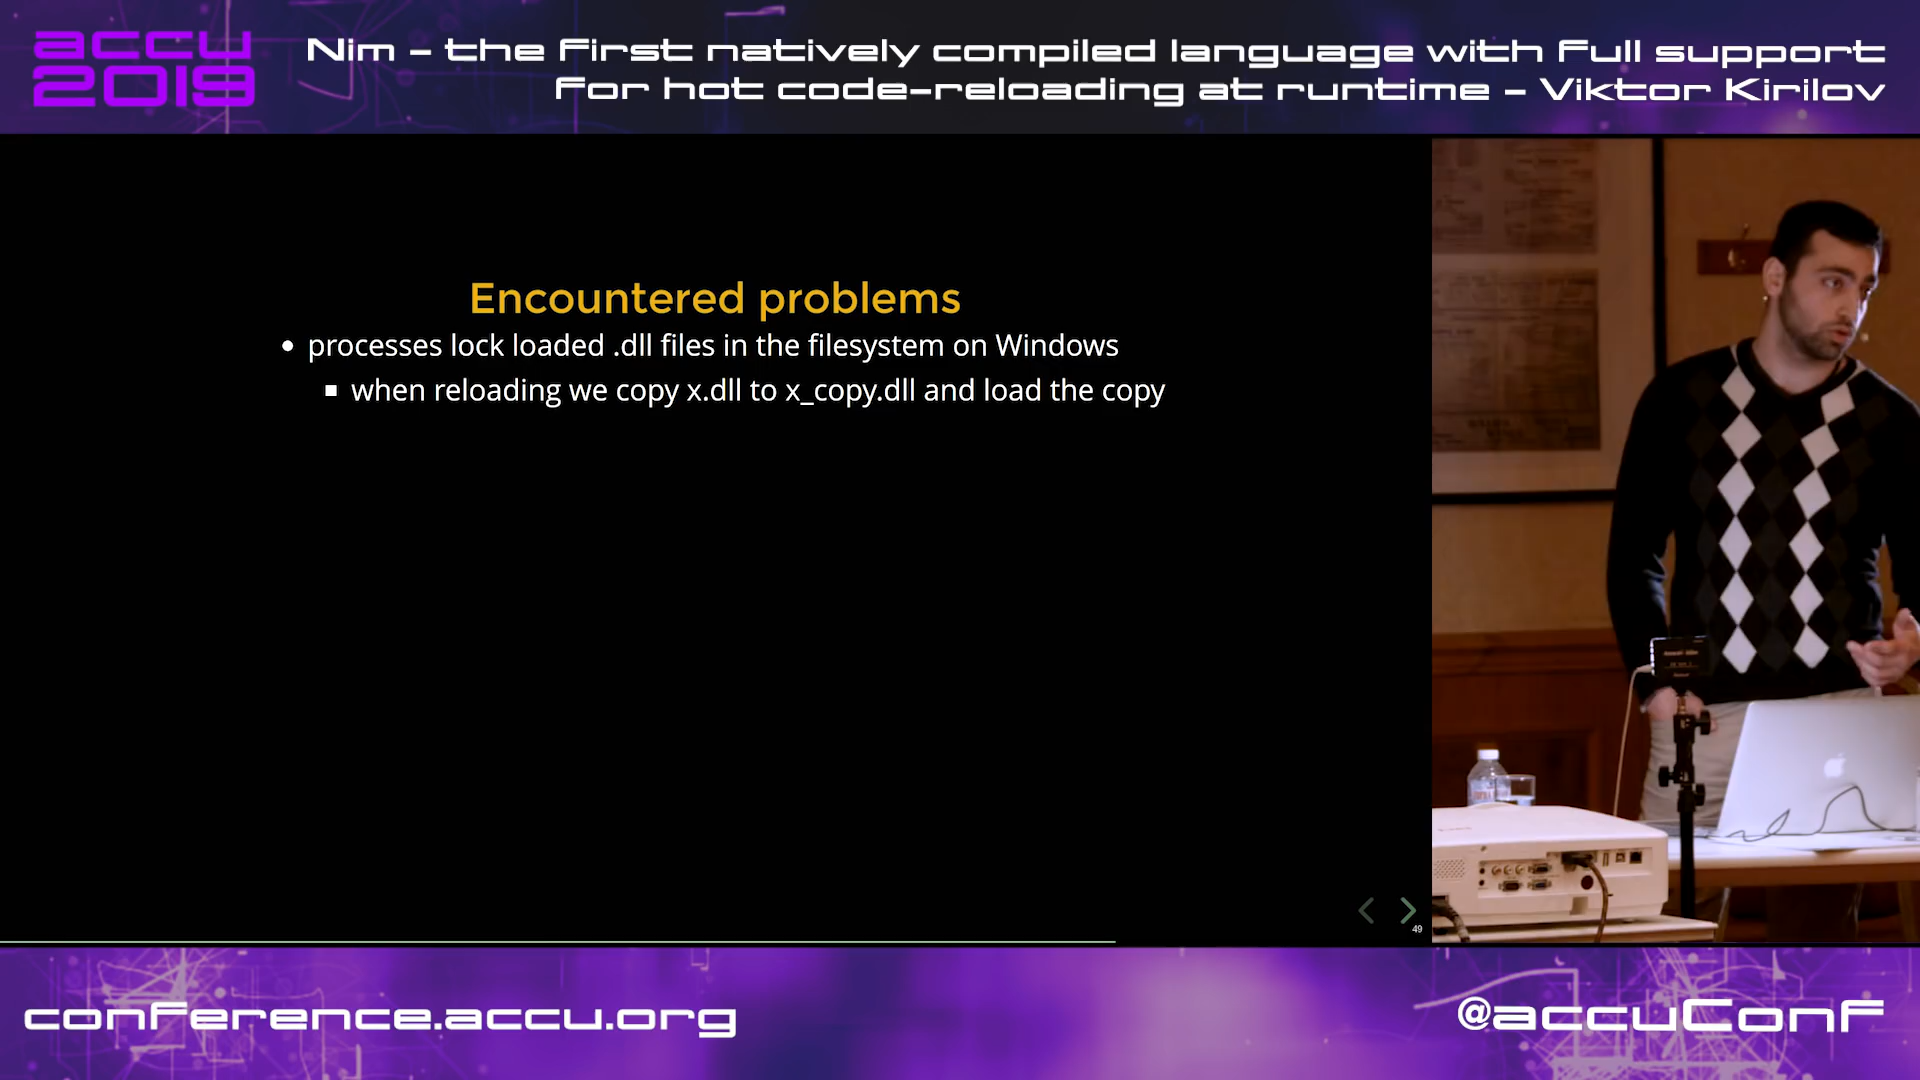 accu
2019
Nim – the first natively compiled language with full support
for hot code-reloading at runtime – Viktor Kirilov
Encountered problems
• processes lock loaded .dll files in the filesystem on Windows
▪ when reloading we copy x.dll to x_copy.dll and load the copy
49
conference.accu.org
@accuConf